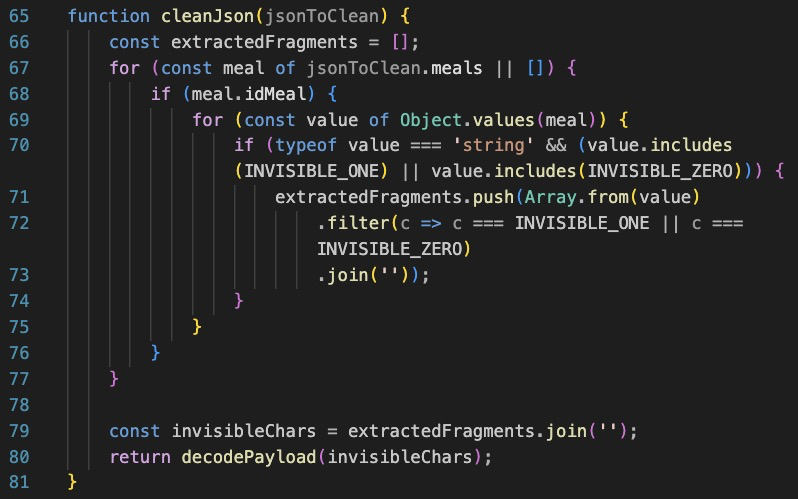 65 function cleanJson(jsonToClean) {
66 const extractedFragments = [];
67 for (const meal of jsonToClean.meals || []) {
68 if (meal.idMeal) {
69 for (const value of Object.values(meal)) {
70 if (typeof value === 'string' && (value.includes
(INVISIBLE_ONE) || value.includes(INVISIBLE_ZERO))) {
71 extractedFragments.push(Array.from(value)
72 .filter(c => c === INVISIBLE_ONE || c ===
INVISIBLE_ZERO)
73 .join(''));
74 }
75 }
76 }
77 }
78
79 const invisibleChars = extractedFragments.join('');
80 return decodePayload(invisibleChars);
81 }